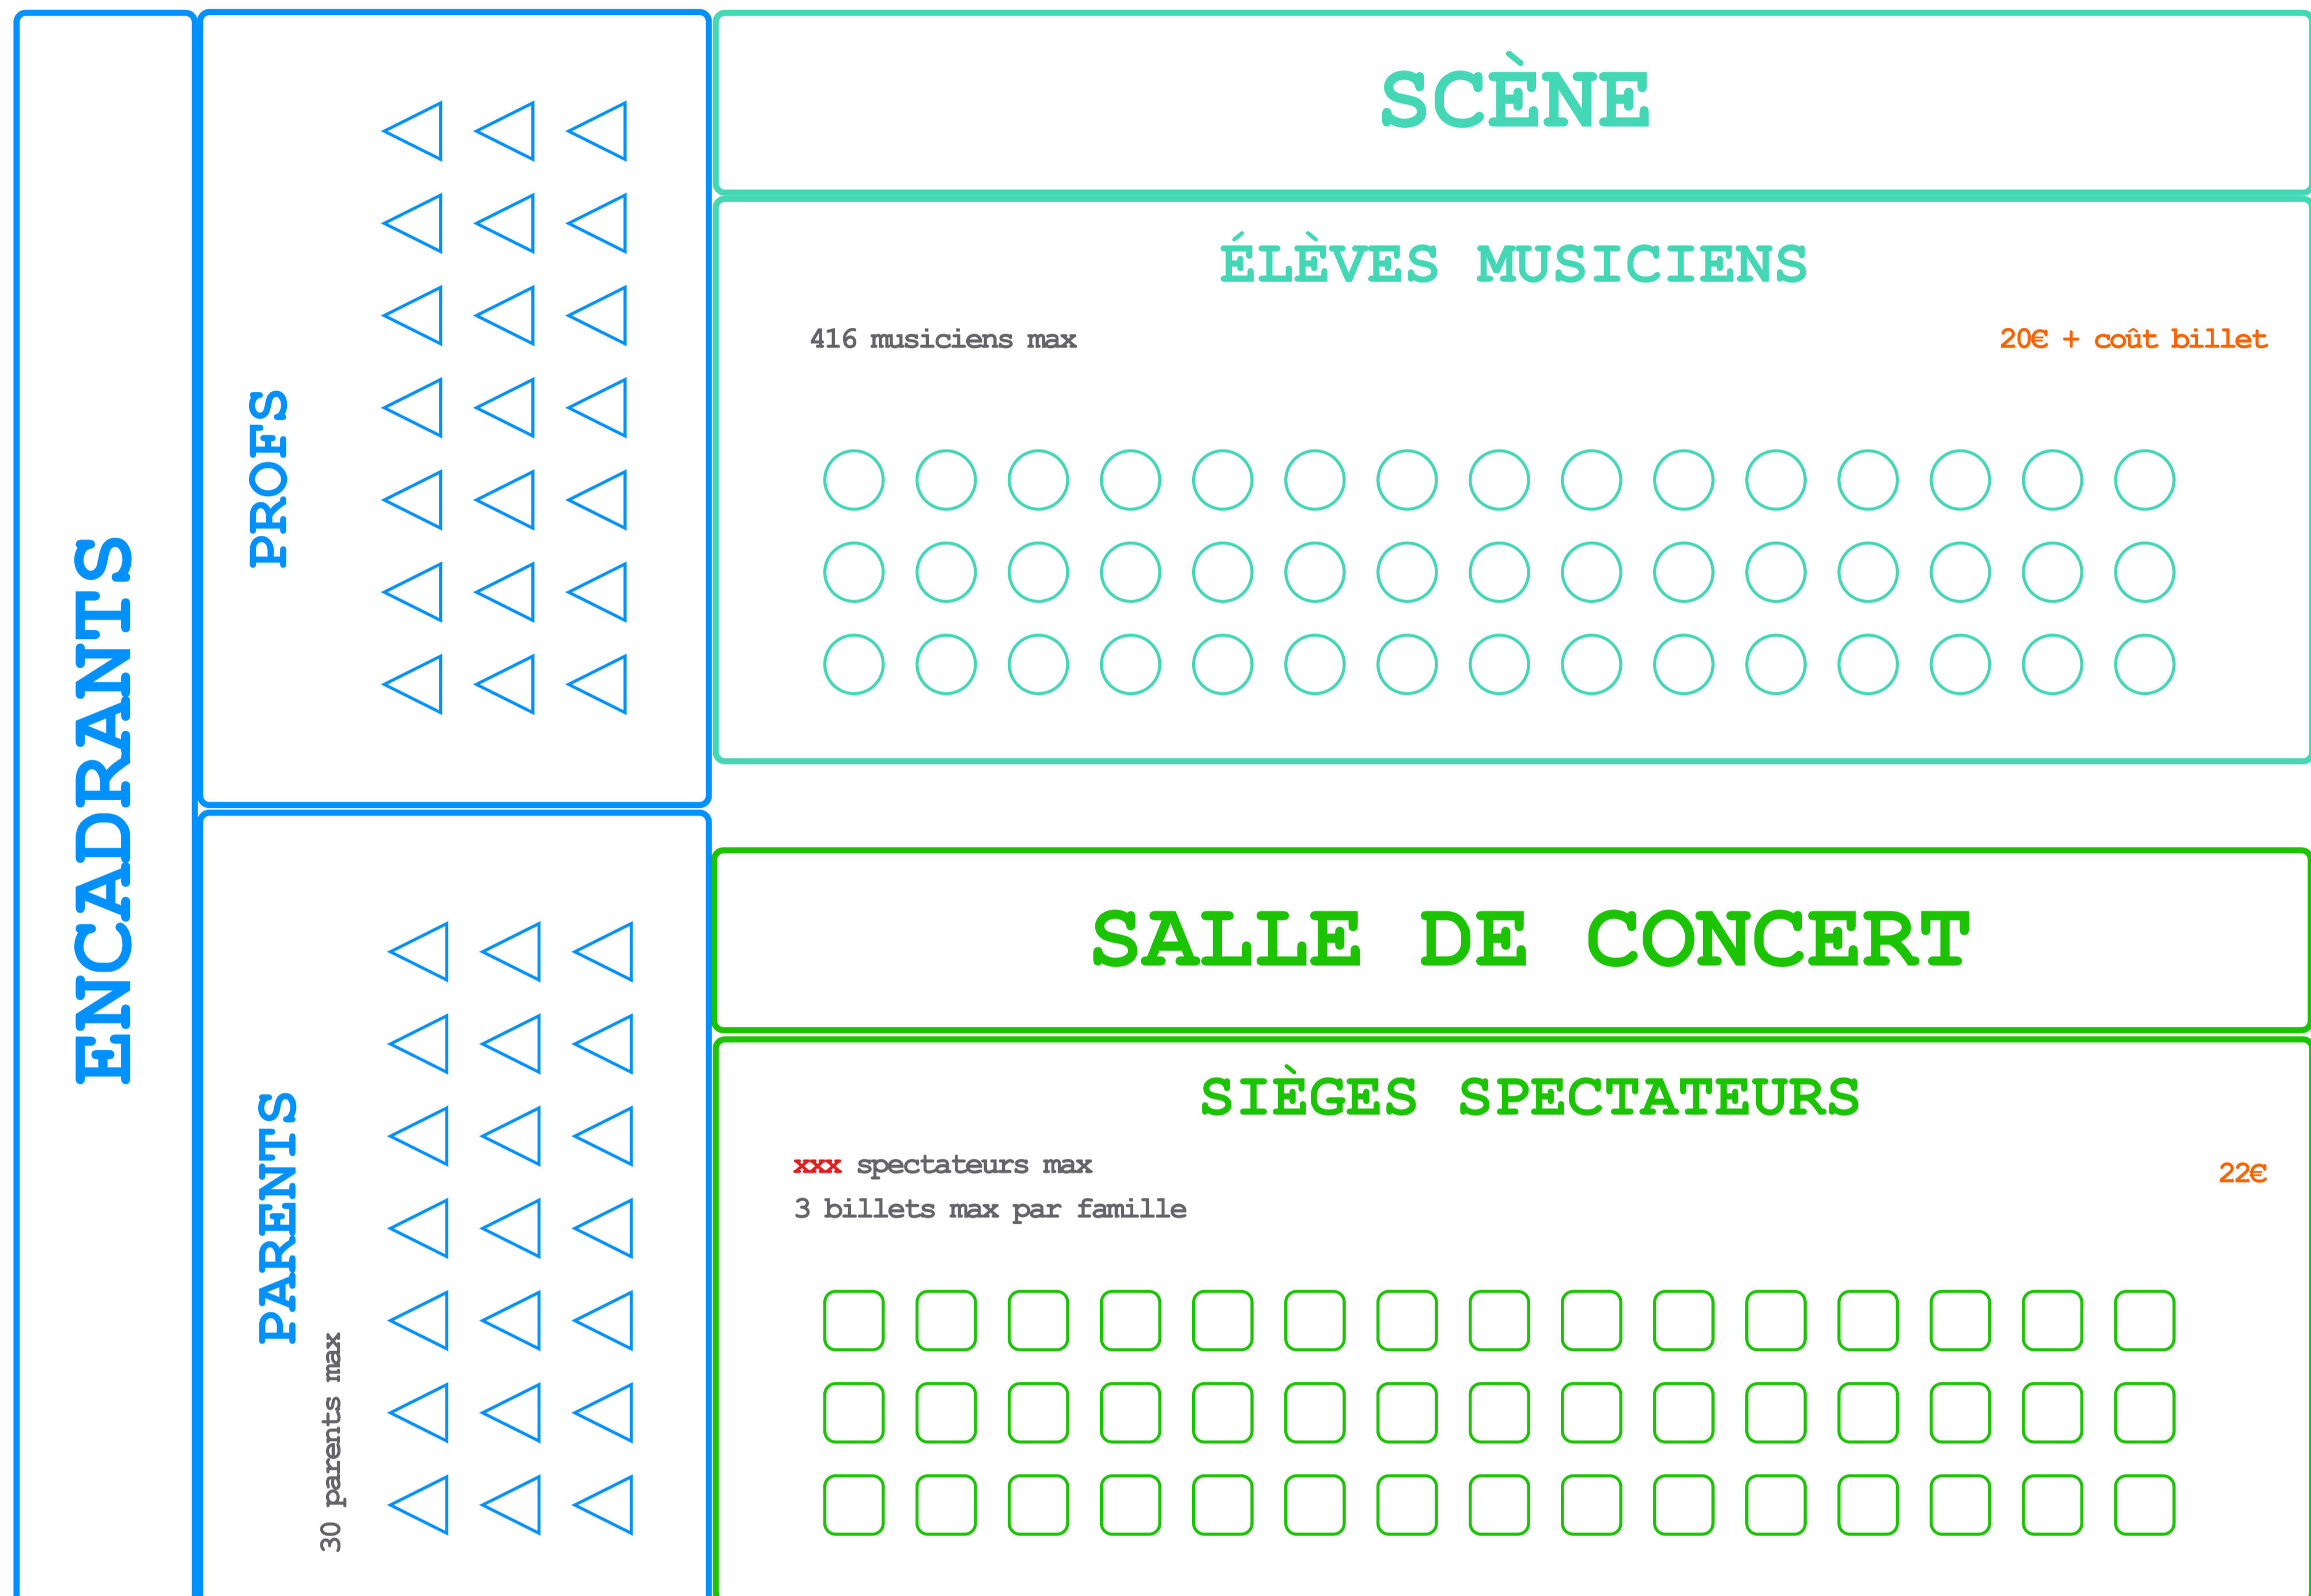 ENCADRANTS
PROFS
PARENTS
30 parents max
SCÈNE
ÉLÈVES MUSICIENS
416 musiciens max
20€ + coût billet
SALLE DE CONCERT
SIÈGES SPECTATEURS
xxx spectateurs max
3 billets max par famille
22€